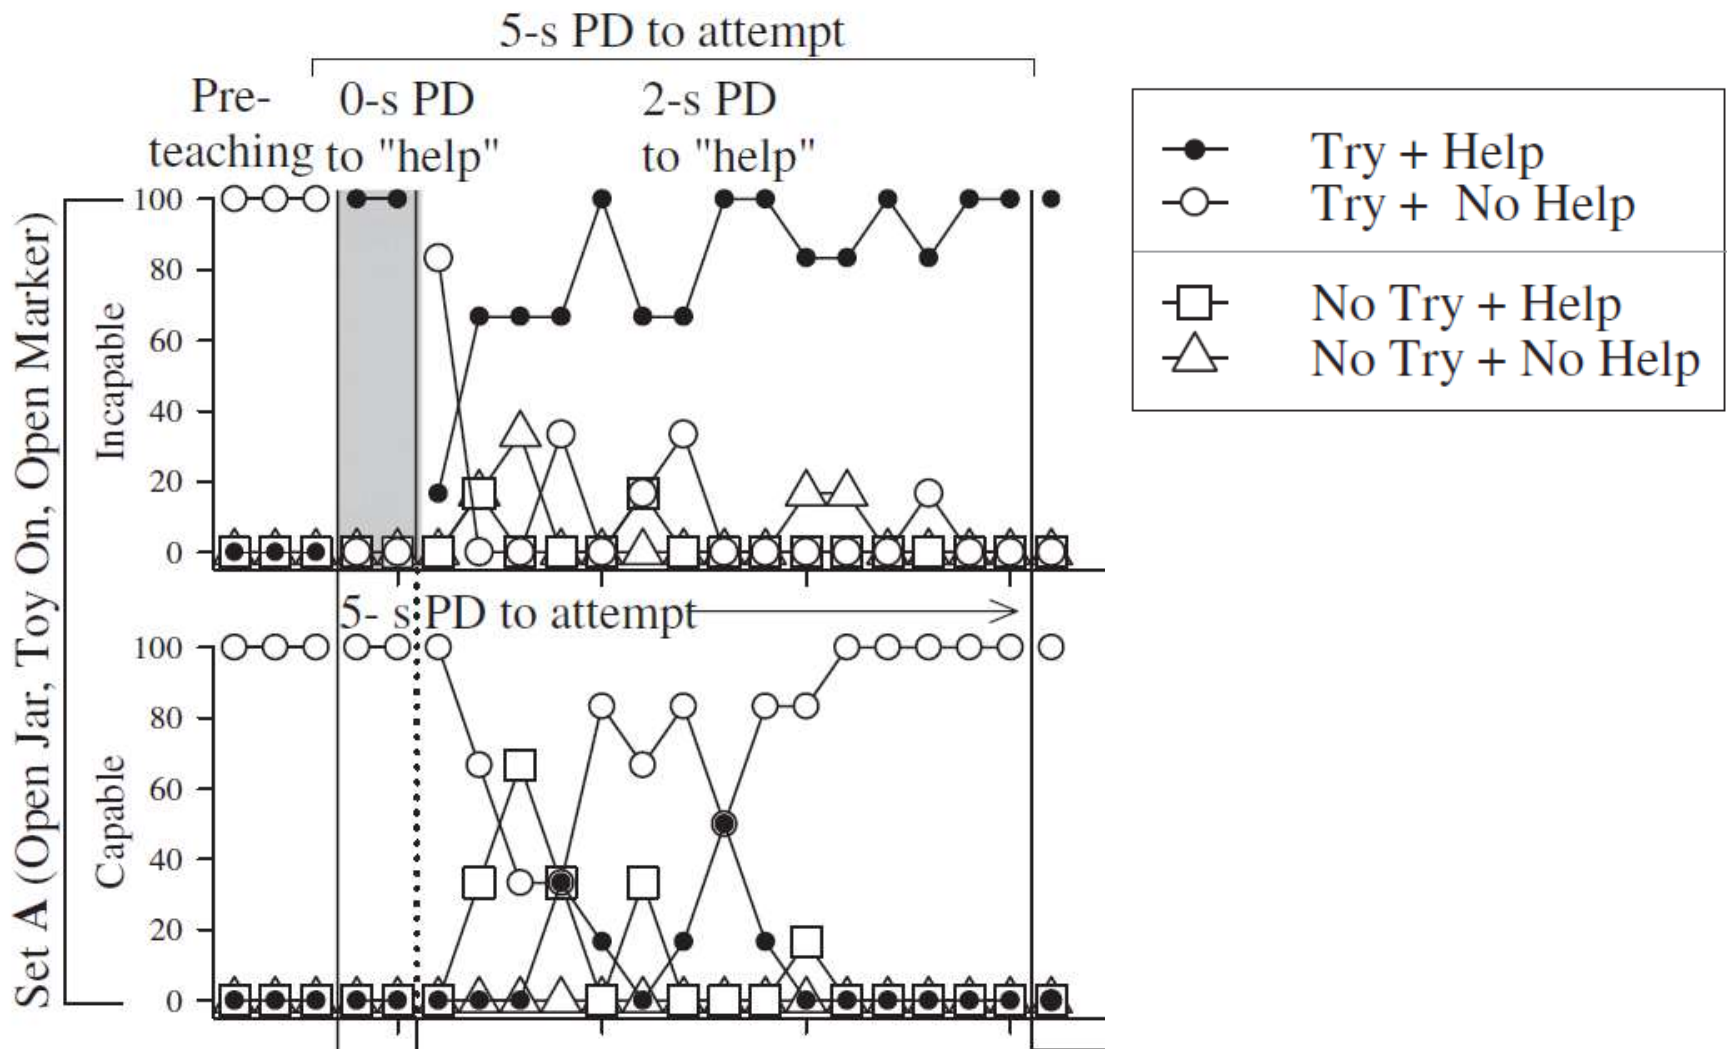 5-s PD to attempt
Pre-
teaching
0-s PD
to "help"
2-s PD
to "help"
Try + Help
Try + No Help
No Try + Help
No Try + No Help
Set A (Open Jar, Toy On, Open Marker)
Incapable
100
80
60
40
20
0
5- s PD to attempt
Capable
100
80
60
40
20
0